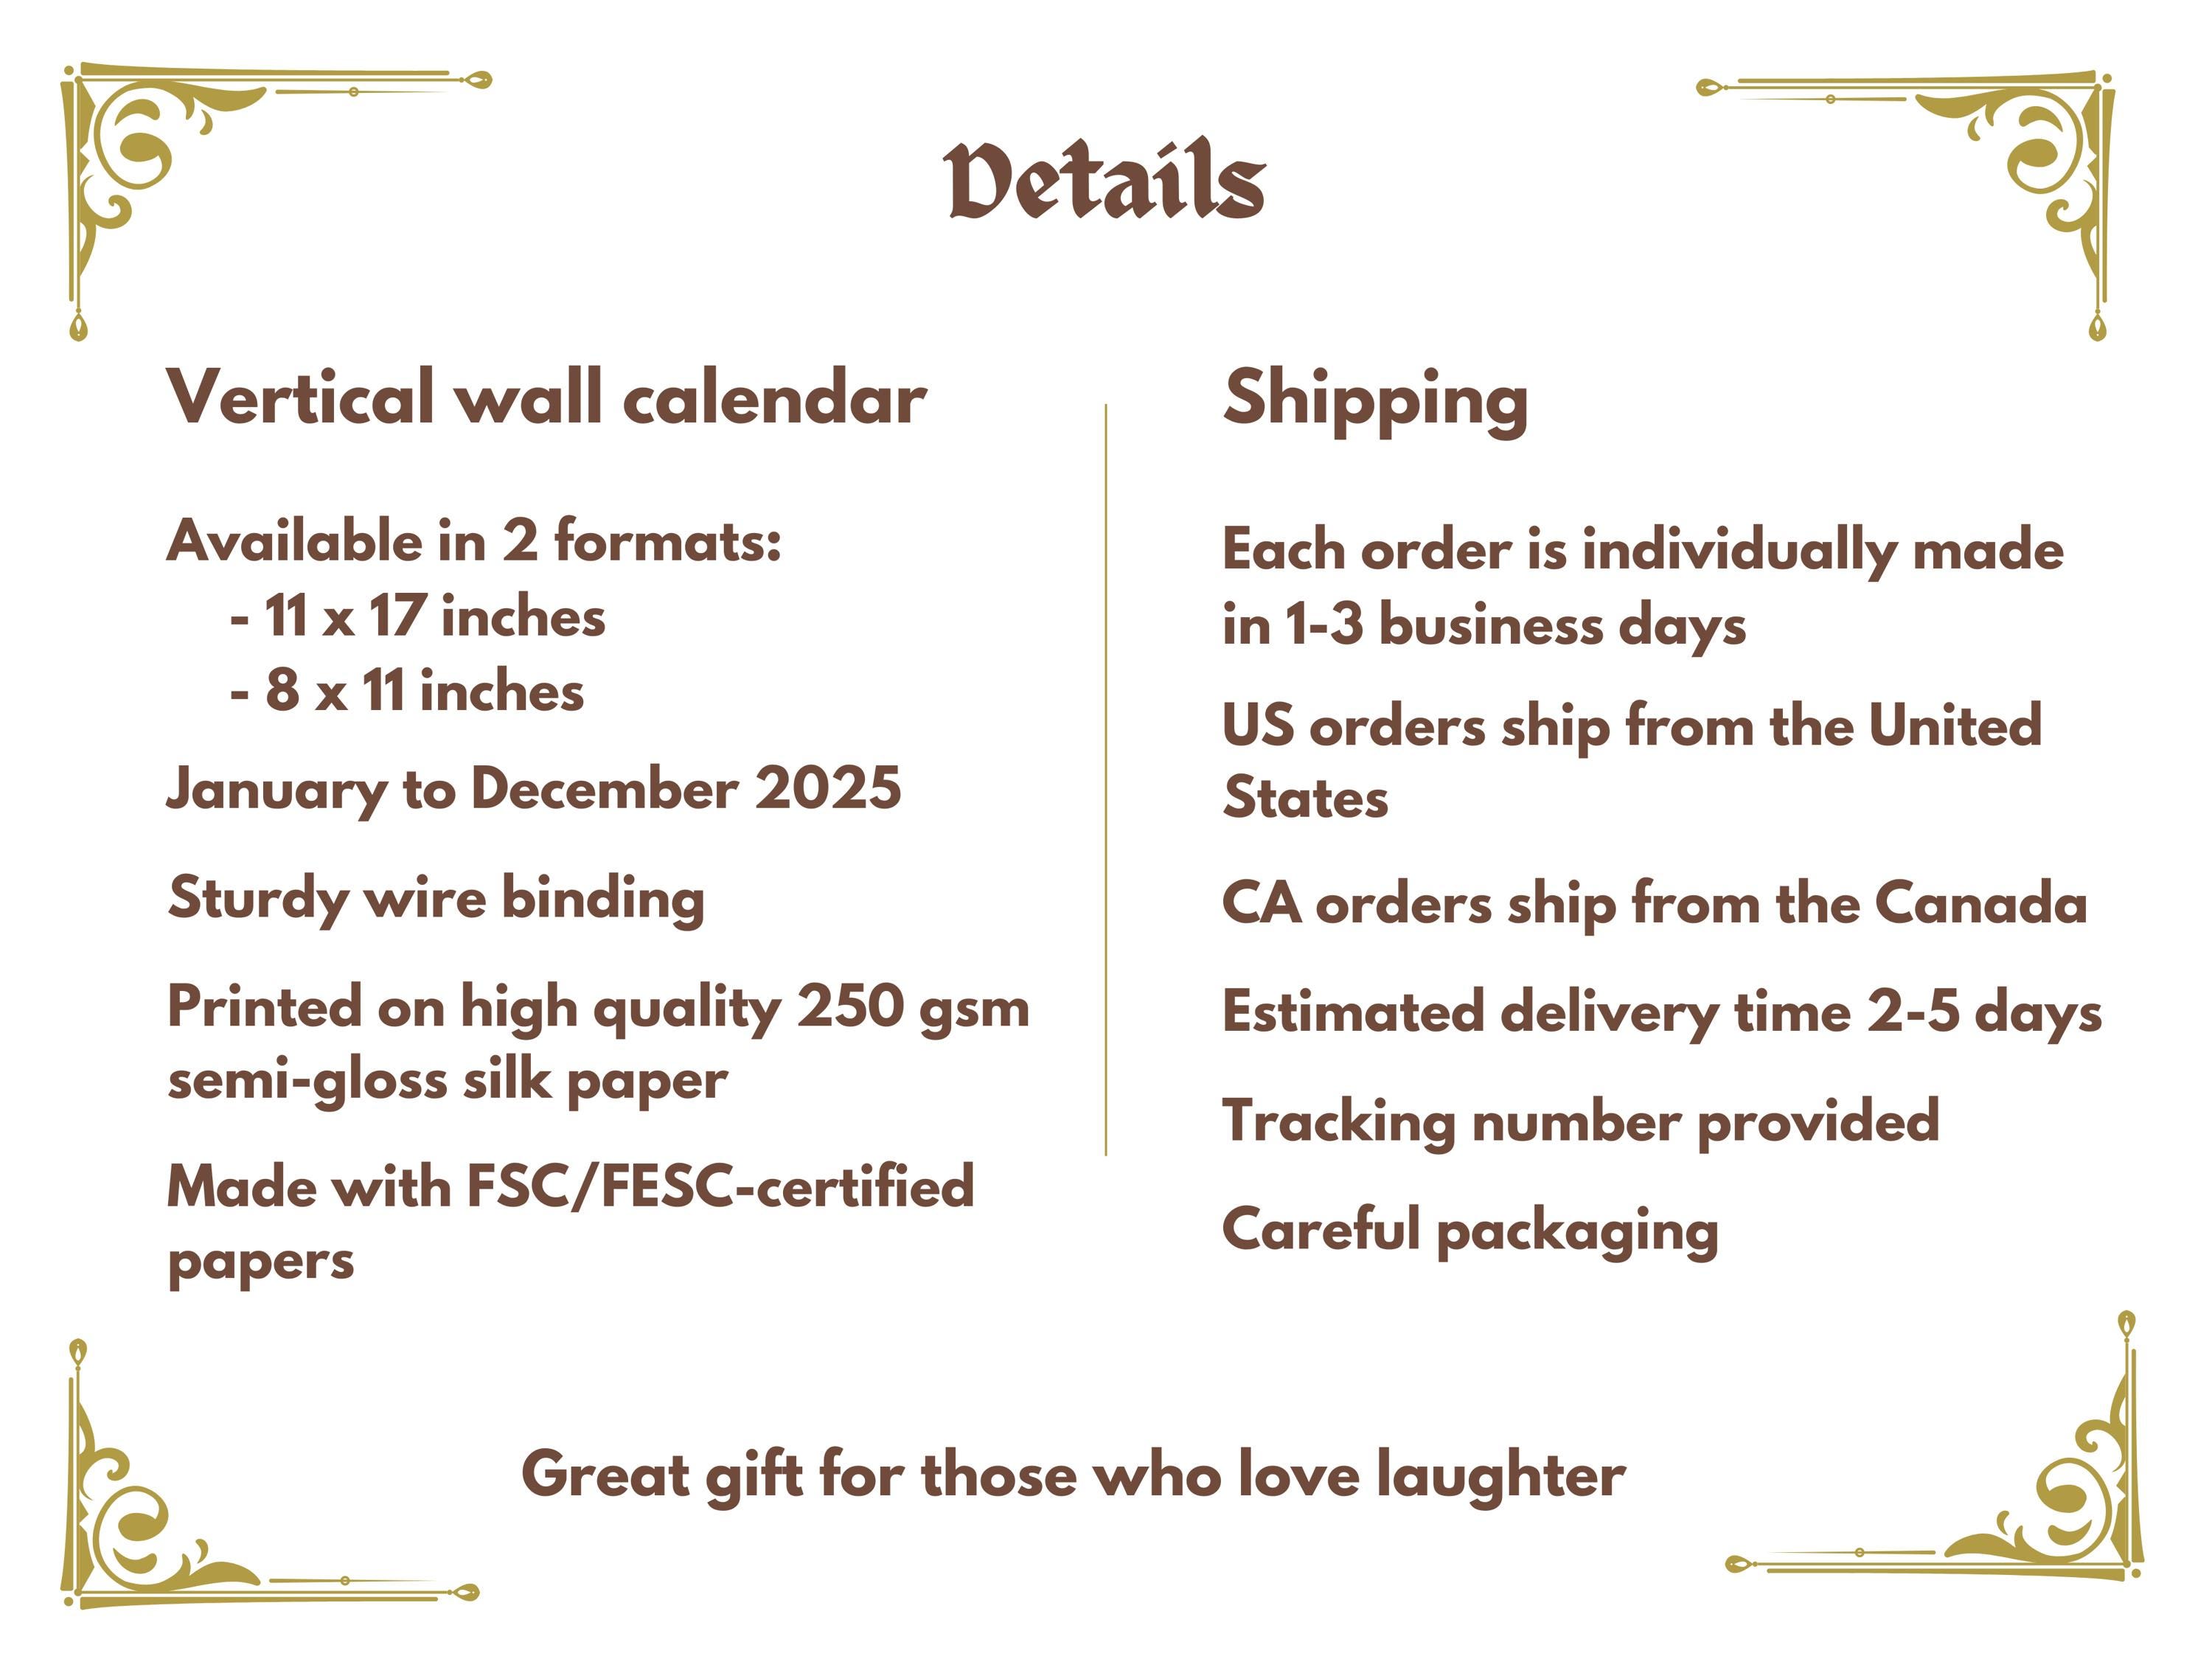 Details
Vertical wall calendar
Available in 2 formats:
- 11 x 17 inches
- 8 x 11 inches
January to December 2025
Sturdy wire binding
Printed on high quality 250 gsm
semi-gloss silk paper
Made with FSC/FESC-certified
papers
Shipping
Each order is individually made
in 1-3 business days
US orders ship from the United
States
CA orders ship from the Canada
Estimated delivery time 2-5 days
Tracking number provided
Careful packaging
Great gift for those who love laughter